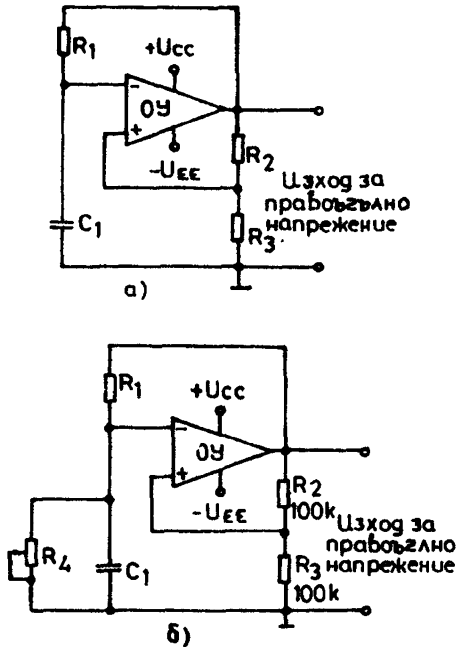 R1
+Ucc
-
ОУ
+
-UEE
R2
Изход за
правоъгълно
напрежение
C1
R3
а)
R1
+Ucc
-
ОУ
+
-UEE
R2
100k
Изход за
правоъгълно
напрежение
R4
C1
R3
100k
б)